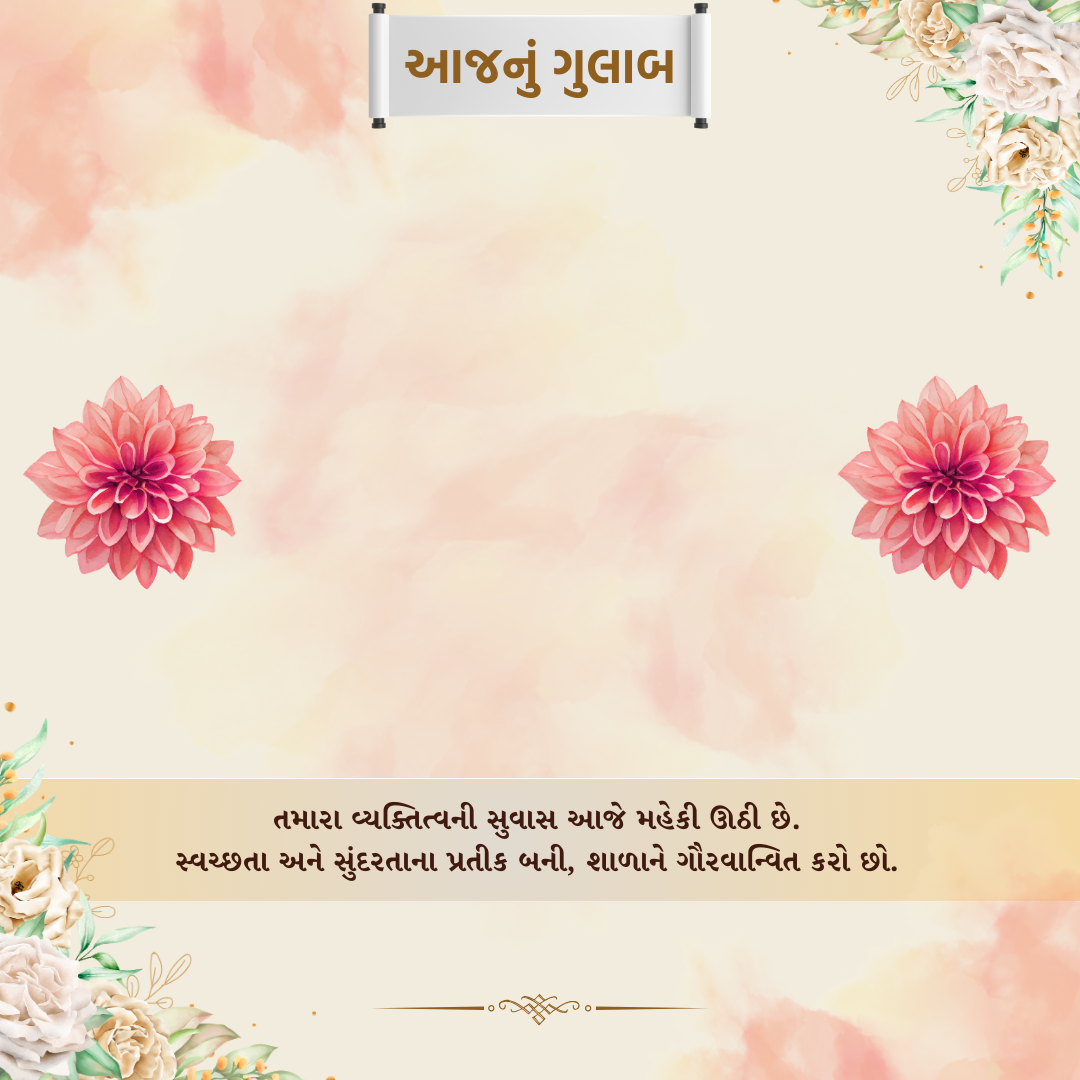 આજનું ગુલાબ
તમારા વ્યક્તિત્વની સુવાસ આજે મહેકી ઊઠી છે.
સ્વચ્છતા અને સુંદરતાના પ્રતીક બની, શાળાને ગૌરવાન્વિત કરો છો.